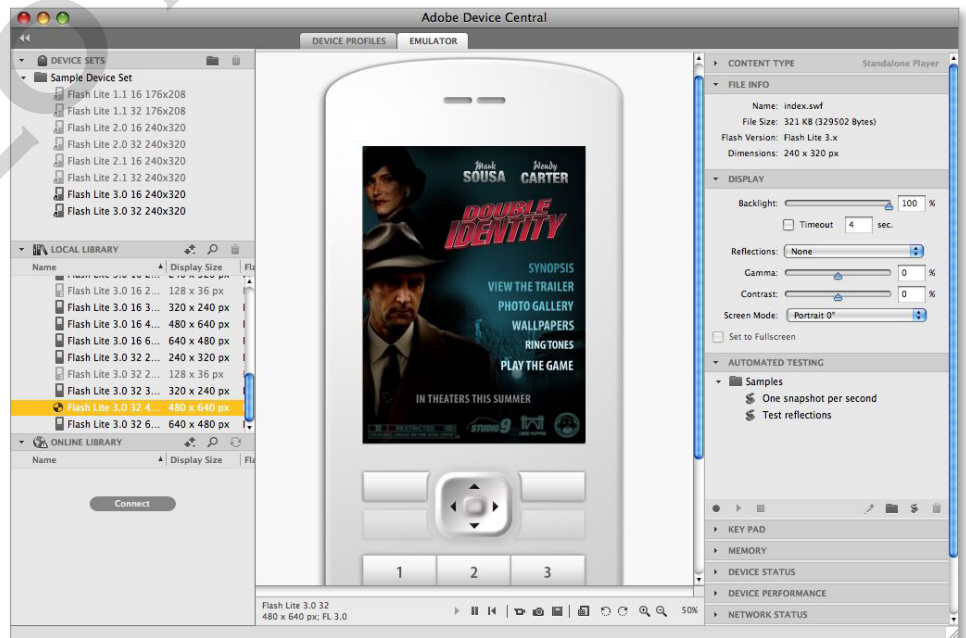 Adobe Device Central
DEVICE PROFILES
EMULATOR
DEVICE SETS
Sample Device Set
Flash Lite 1.1 16 176x208
Flash Lite 1.1 32 176x208
Flash Lite 2.0 16 240x320
Flash Lite 2.0 32 240x320
Flash Lite 2.1 16 240x320
Flash Lite 2.1 32 240x320
Flash Lite 3.0 16 240x320
Flash Lite 3.0 32 240x320
LOCAL LIBRARY
Name Display Size Fla
Flash Lite 3.0 16 2... 128 x 36 px
Flash Lite 3.0 16 3... 320 x 240 px
Flash Lite 3.0 16 4... 480 x 640 px
Flash Lite 3.0 16 6... 640 x 480 px
Flash Lite 3.0 32 2... 240 x 320 px
Flash Lite 3.0 32 2... 128 x 36 px
Flash Lite 3.0 32 3... 320 x 240 px
Flash Lite 3.0 32 4... 480 x 640 px
Flash Lite 3.0 32 6... 640 x 480 px
ONLINE LIBRARY
Name Display Size Fla
Connect
Mark SOUSA
Wendy CARTER
DOUBLE
IDENTITY
SYNOPSIS
VIEW THE TRAILER
PHOTO GALLERY
WALLPAPERS
RING TONES
PLAY THE GAME
IN THEATERS THIS SUMMER
R RESTRICTED
STUDIO 9
1 2 3
Flash Lite 3.0 32
480 x 640 px; FL 3.0
50%
CONTENT TYPE Standalone Player
FILE INFO
Name: index.swf
File Size: 321 KB (329502 Bytes)
Flash Version: Flash Lite 3.x
Dimensions: 240 x 320 px
DISPLAY
Backlight: 100 %
Timeout 4 sec.
Reflections: None
Gamma: 0 %
Contrast: 0 %
Screen Mode: Portrait 0°
Set to Fullscreen
AUTOMATED TESTING
Samples
One snapshot per second
Test reflections
KEY PAD
MEMORY
DEVICE STATUS
DEVICE PERFORMANCE
NETWORK STATUS